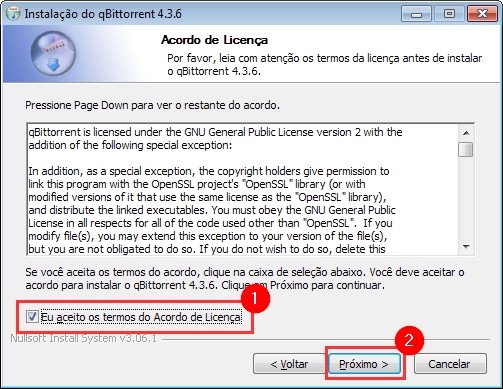 Instalação do qBittorrent 4.3.6
Acordo de Licença
Por favor, leia com atenção os termos da licença antes de instalar
o qBittorrent 4.3.6.
Pressione Page Down para ver o restante do acordo.
qBittorrent is licensed under the GNU General Public License version 2 with the
addition of the following special exception:
In addition, as a special exception, the copyright holders give permission to
link this program with the OpenSSL project's "OpenSSL" library (or with
modified versions of it that use the same license as the "OpenSSL" library),
and distribute the linked executables. You must obey the GNU General Public
License in all respects for all of the code used other than "OpenSSL".  If you
modify file(s), you may extend this exception to your version of the file(s),
but you are not obligated to do so. If you do not wish to do so, delete this
Se você aceita os termos do acordo, clique na caixa de seleção abaixo. Você deve aceitar o
acordo para instalar o qBittorrent 4.3.6. Clique em Próximo para continuar.
1
Eu aceito os termos do Acordo de Licença
Nullsoft Install System v3.06.1
2
< Voltar
Próximo >
Cancelar